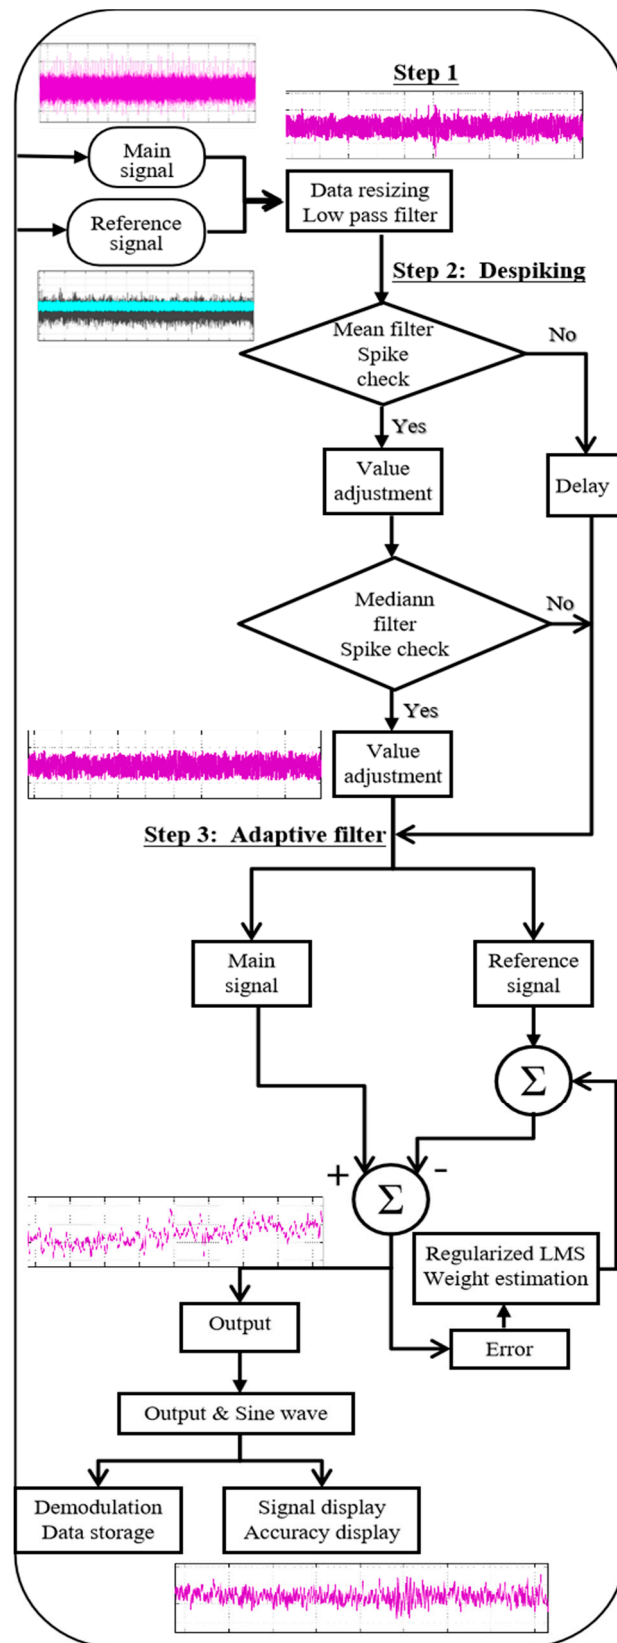 Step 1
Main
signal
Reference
signal
Data resizing
Low pass filter
Step 2: Despiking
Mean filter
Spike
check
No
Yes
Value
adjustment
Delay
Mediann
filter
Spike check
No
Yes
Value
adjustment
Step 3: Adaptive filter
Main
signal
Reference
signal
Σ
+
-
Σ
Regularized LMS
Weight estimation
Output
Error
Output & Sine wave
Demodulation
Data storage
Signal display
Accuracy display